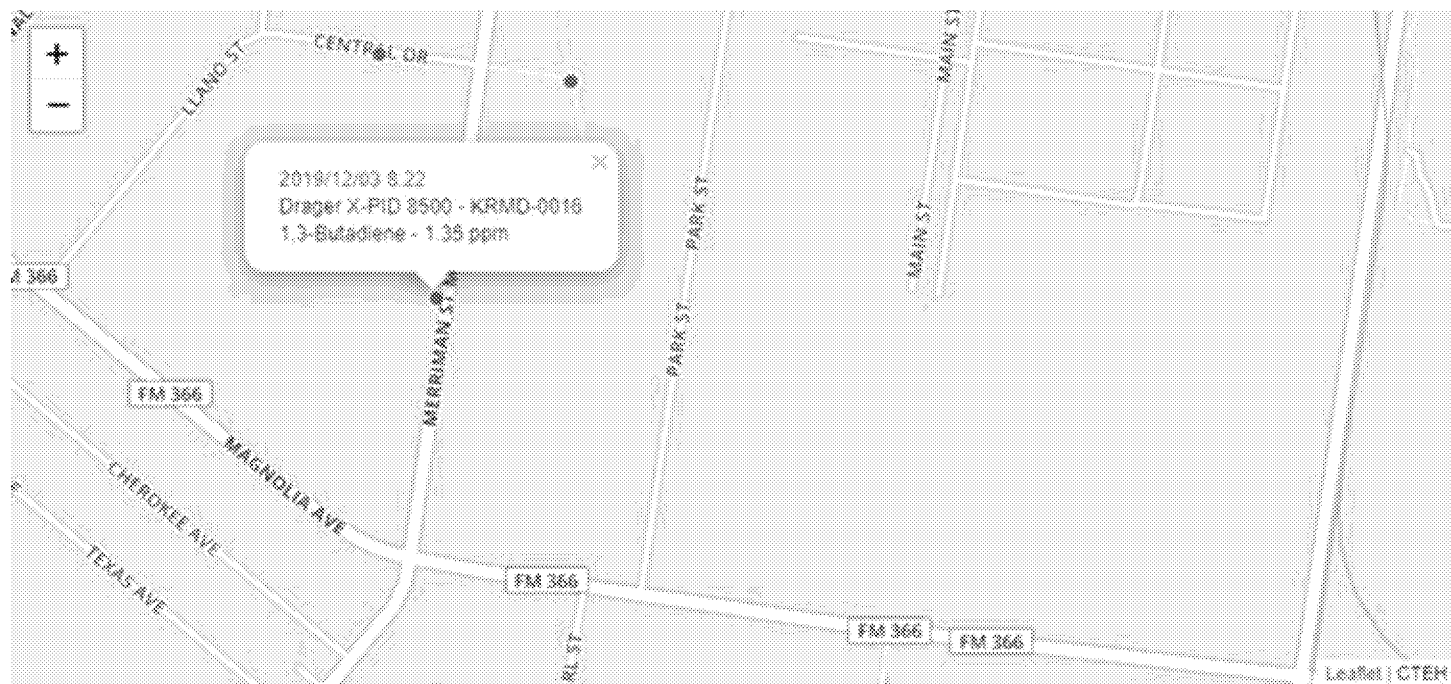 +
−
LLANO ST
CENTRAL DR
MAIN ST
×
2019/12/03 8:22
Drager X-PID 8500 - KRMD-0016
1,3-Butadiene - 1.35 ppm
PARK ST
MAIN ST
366
MERRIMAN ST
PARK ST
FM 366
MAGNOLIA AVE
CHEROKEE AVE
TEXAS AVE
FM 366
FM 366
FM 366
RL ST
Leaflet | CTEH